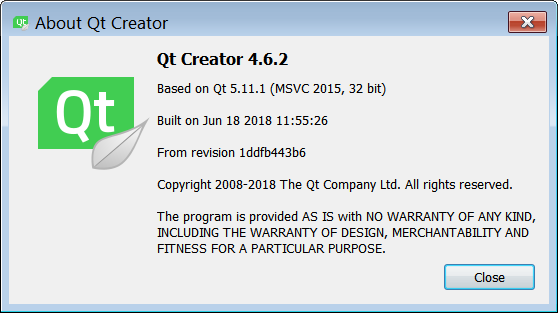 About Qt Creator
Qt
Qt Creator 4.6.2
Based on Qt 5.11.1 (MSVC 2015, 32 bit)
Built on Jun 18 2018 11:55:26
From revision 1ddfb443b6
Copyright 2008-2018 The Qt Company Ltd. All rights reserved.
The program is provided AS IS with NO WARRANTY OF ANY KIND,
INCLUDING THE WARRANTY OF DESIGN, MERCHANTABILITY AND
FITNESS FOR A PARTICULAR PURPOSE.
Close